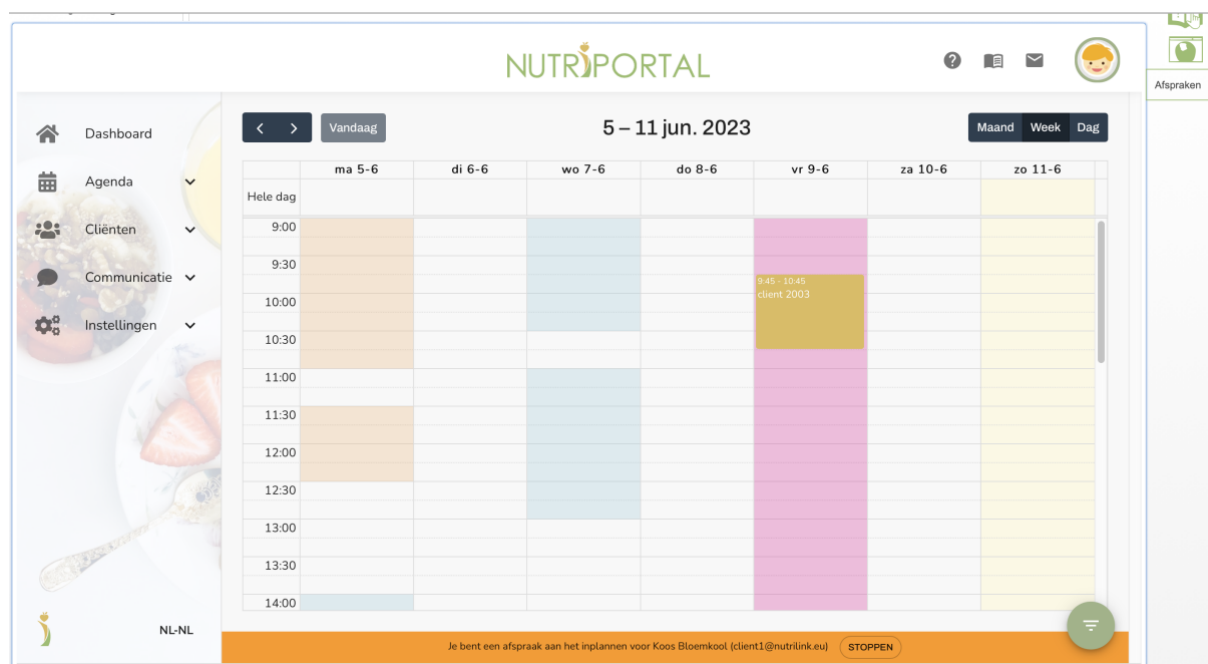 NUTRIPORTAL
Afspraken
Dashboard
Agenda
Cliënten
Communicatie
Instellingen
NL-NL
Vandaag
5 – 11 jun. 2023
Maand Week Dag
ma 5-6 di 6-6 wo 7-6 do 8-6 vr 9-6 za 10-6 zo 11-6
Hele dag
9:00
9:30
9:45 - 10:45
client 2003
10:00
10:30
11:00
11:30
12:00
12:30
13:00
13:30
14:00
Je bent een afspraak aan het inplannen voor Koos Bloemkool (client1@nutrilink.eu) STOPPEN